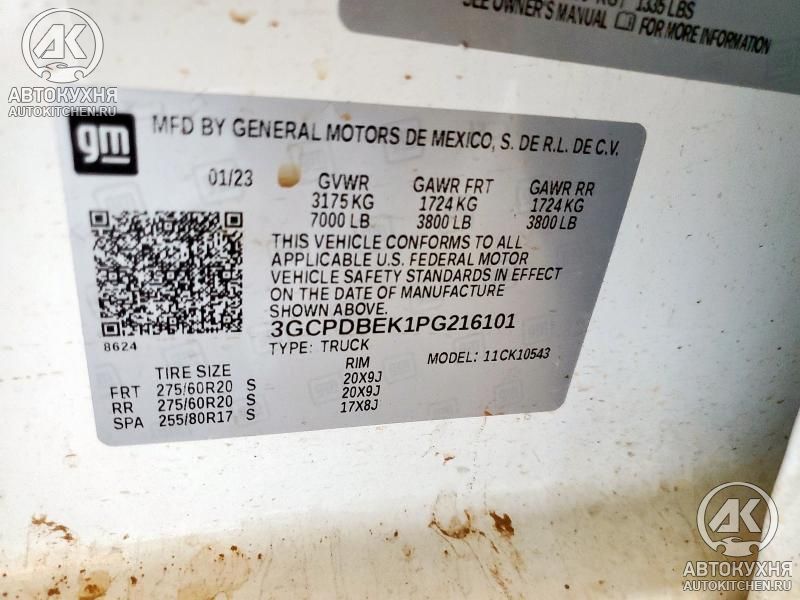 1335 LBS
SEE OWNER'S MANUAL FOR MORE INFORMATION
AK
АВТОКУХНЯ
AUTOKITCHEN.RU
gm
MFD BY GENERAL MOTORS DE MEXICO, S. DE R.L. DE C.V.
01/23 GVWR GAWR FRT GAWR RR
3175 KG 1724 KG 1724 KG
7000 LB 3800 LB 3800 LB
THIS VEHICLE CONFORMS TO ALL
APPLICABLE U.S. FEDERAL MOTOR
VEHICLE SAFETY STANDARDS IN EFFECT
ON THE DATE OF MANUFACTURE
SHOWN ABOVE.
3GCPDBEK1PG216101
8624
TYPE: TRUCK MODEL: 11CK10543
TIRE SIZE RIM
FRT 275/60R20 S 20X9J
RR 275/60R20 S 20X9J
SPA 255/80R17 S 17X8J
AK
АВТОКУХНЯ
AUTOKITCHEN.RU